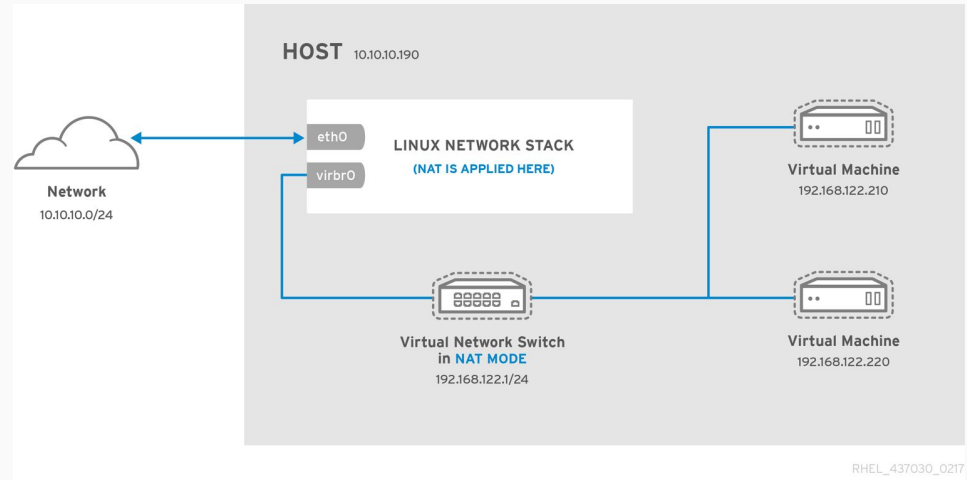 HOST 10.10.10.190
eth0
LINUX NETWORK STACK
(NAT IS APPLIED HERE)
virbr0
Network
10.10.10.0/24
Virtual Machine
192.168.122.210
Virtual Network Switch
in NAT MODE
192.168.122.1/24
Virtual Machine
192.168.122.220
RHEL_437030_0217